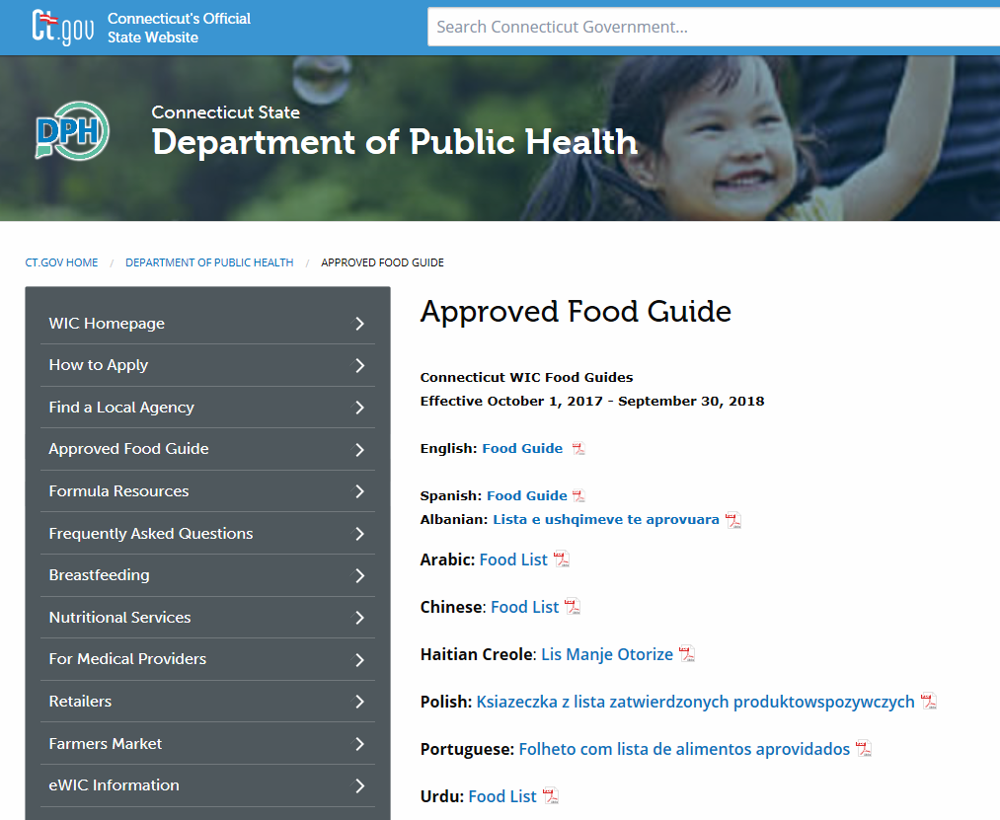 Ct.gov
Connecticut's Official
State Website
Search Connecticut Government...
DPH
Connecticut State
Department of Public Health
CT.GOV HOME / DEPARTMENT OF PUBLIC HEALTH / APPROVED FOOD GUIDE
WIC Homepage
How to Apply
Find a Local Agency
Approved Food Guide
Formula Resources
Frequently Asked Questions
Breastfeeding
Nutritional Services
For Medical Providers
Retailers
Farmers Market
eWIC Information
Approved Food Guide
Connecticut WIC Food Guides
Effective October 1, 2017 - September 30, 2018
English: Food Guide
Spanish: Food Guide
Albanian: Lista e ushqimeve te aprovuara
Arabic: Food List
Chinese: Food List
Haitian Creole: Lis Manje Otorize
Polish: Ksiazeczka z lista zatwierdzonych produktowspozywczych
Portuguese: Folheto com lista de alimentos aprovidados
Urdu: Food List